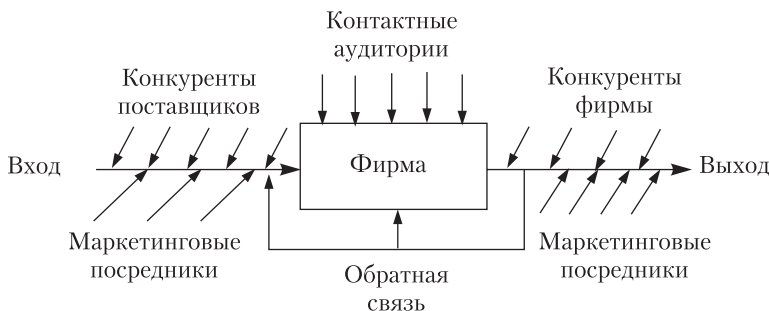 Контактные
аудитории
Конкуренты
поставщиков
Конкуренты
фирмы
Вход
Фирма
Выход
Маркетинговые
посредники
Маркетинговые
посредники
Обратная
связь